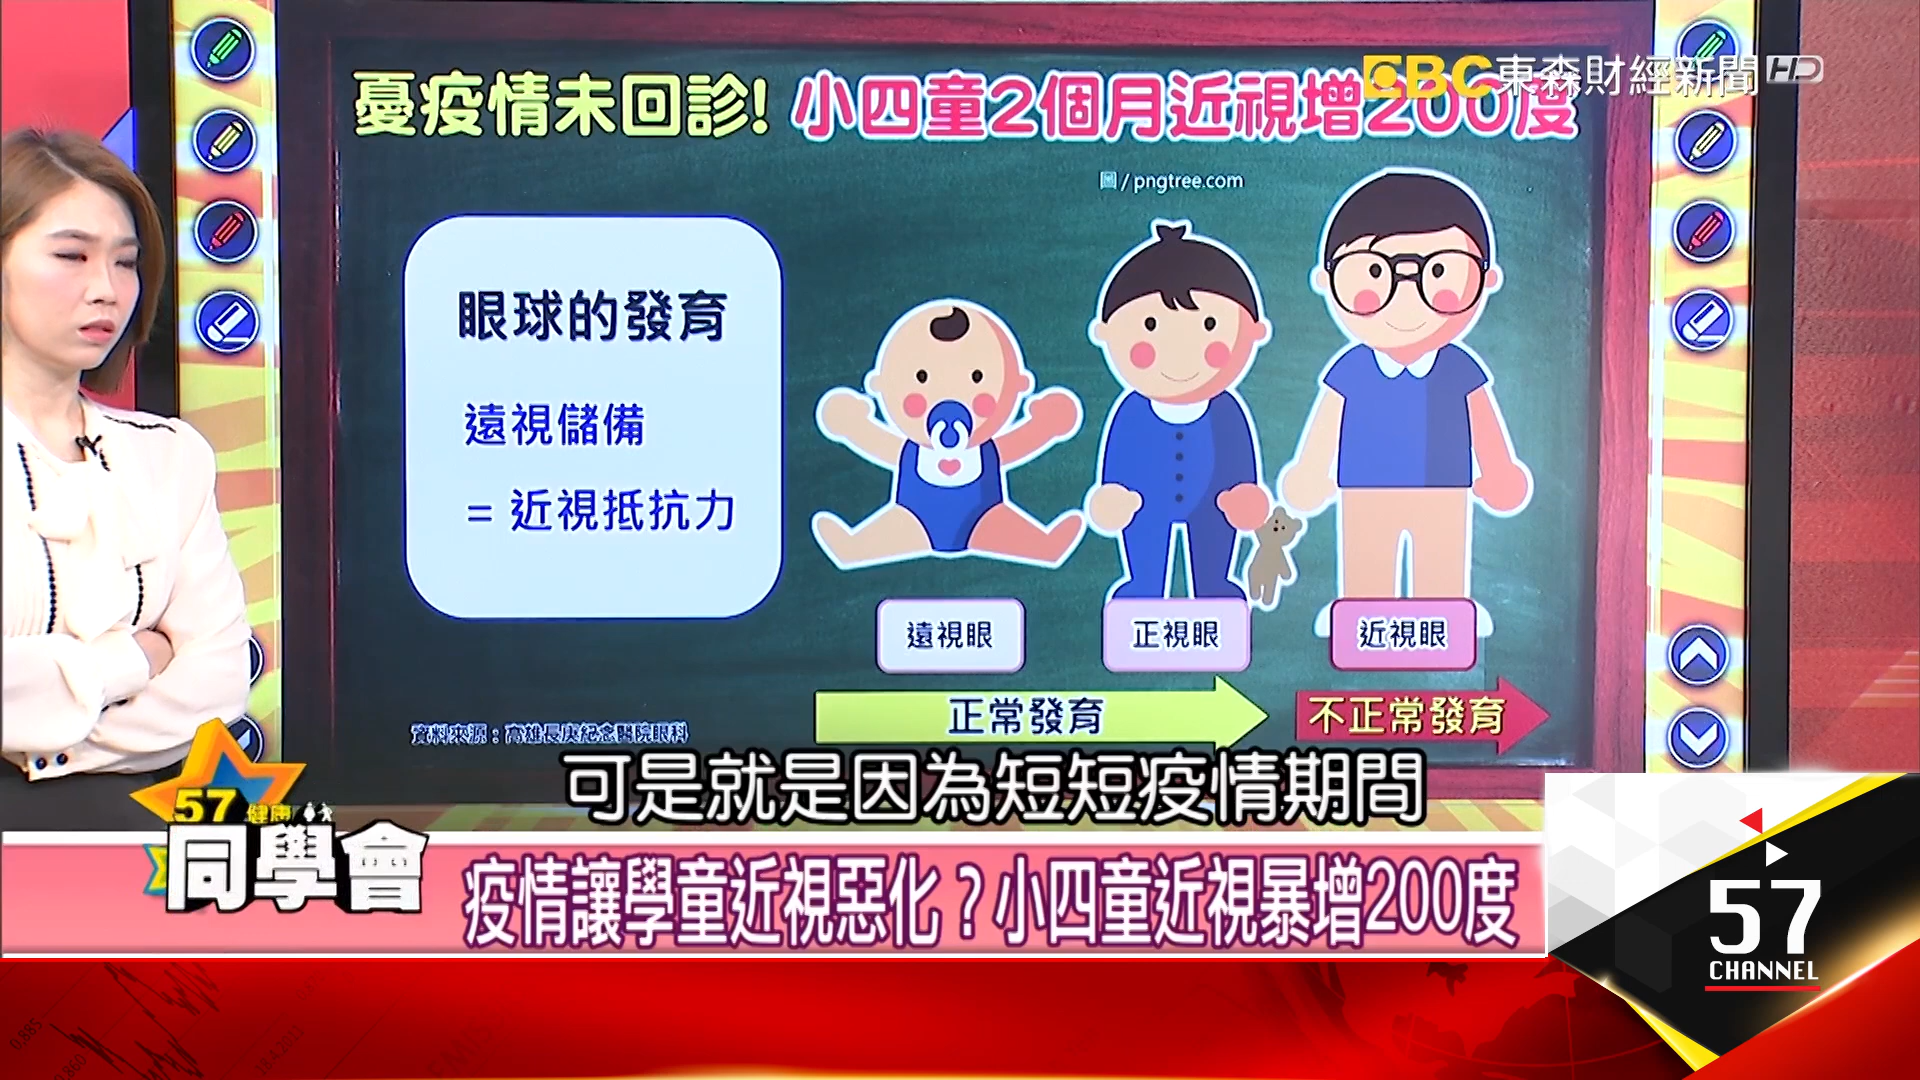 憂疫情未回診! 小四童2個月近視增200度
EBC 東森財經新聞 HD
圖/pngtree.com
眼球的發育
遠視儲備
= 近視抵抗力
遠視眼
正視眼
近視眼
正常發育
不正常發育
資料來源:高雄長庚紀念醫院眼科
可是就是因為短短疫情期間
57 健康
同學會
疫情讓學童近視惡化?小四童近視暴增200度
57
CHANNEL